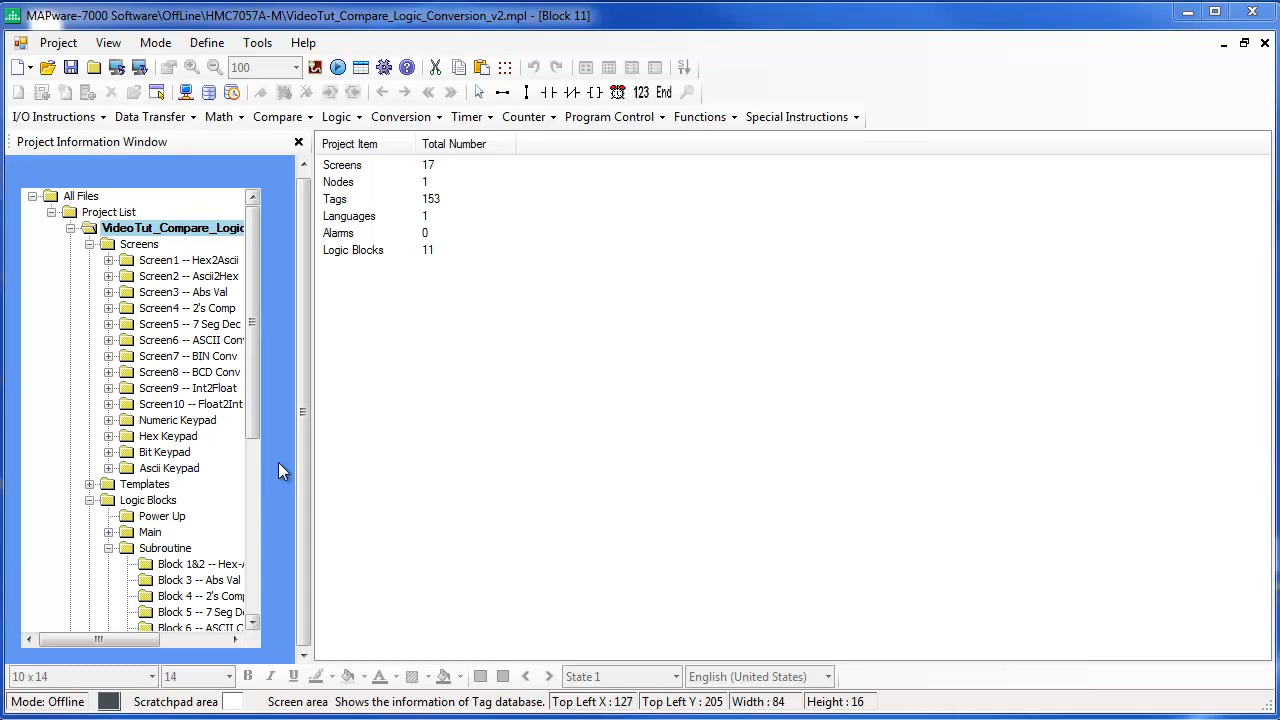 MAPware-7000 Software\OffLine\HMC7057A-M\VideoTut_Compare_Logic_Conversion_v2.mpl - [Block 11]
Project View Mode Define Tools Help
100
123 End
I/O Instructions Data Transfer Math Compare Logic Conversion Timer Counter Program Control Functions Special Instructions
Project Information Window
Project Item Total Number
Screens 17
Nodes 1
Tags 153
Languages 1
Alarms 0
Logic Blocks 11
All Files
Project List
VideoTut_Compare_Logic
Screens
Screen1 -- Hex2Ascii
Screen2 -- Ascii2Hex
Screen3 -- Abs Val
Screen4 -- 2's Comp
Screen5 -- 7 Seg Dec
Screen6 -- ASCII Con
Screen7 -- BIN Conv
Screen8 -- BCD Conv
Screen9 -- Int2Float
Screen10 -- Float2Int
Numeric Keypad
Hex Keypad
Bit Keypad
Ascii Keypad
Templates
Logic Blocks
Power Up
Main
Subroutine
Block 1&2 -- Hex-A
Block 3 -- Abs Val
Block 4 -- 2's Comp
Block 5 -- 7 Seg De
Block 6 -- ASCII C
10 x 14 14 B I U A State 1 English (United States)
Mode: Offline Scratchpad area Screen area Shows the information of Tag database. Top Left X : 127 Top Left Y : 205 Width : 84 Height : 16